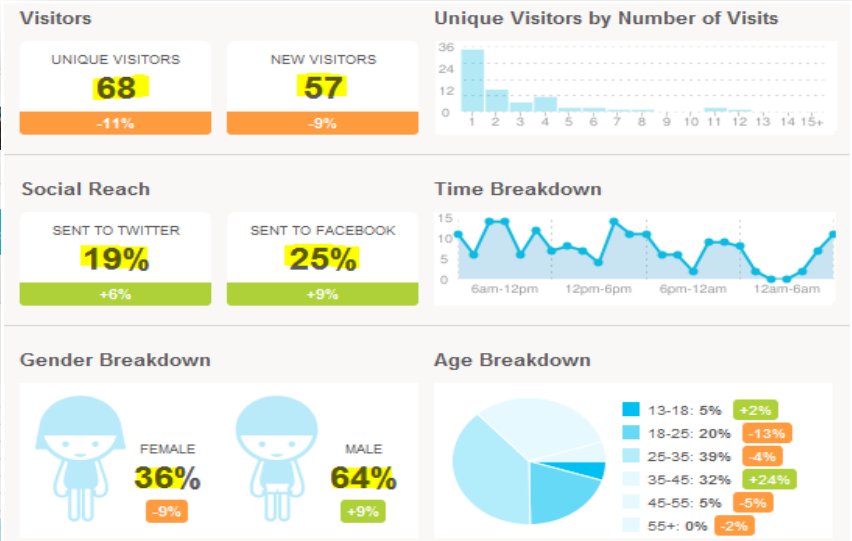 Visitors
UNIQUE VISITORS
68
-11%
NEW VISITORS
57
-9%
Unique Visitors by Number of Visits
36
24
12
0
1 2 3 4 5 6 7 8 9 10 11 12 13 14 15+
Social Reach
SENT TO TWITTER
19%
+6%
SENT TO FACEBOOK
25%
+9%
Time Breakdown
15
10
5
0
6am-12pm 12pm-6pm 6pm-12am 12am-6am
Gender Breakdown
FEMALE
36%
-9%
MALE
64%
+9%
Age Breakdown
13-18: 5% +2%
18-25: 20% -13%
25-35: 39% -4%
35-45: 32% +24%
45-55: 5% -5%
55+: 0% -2%